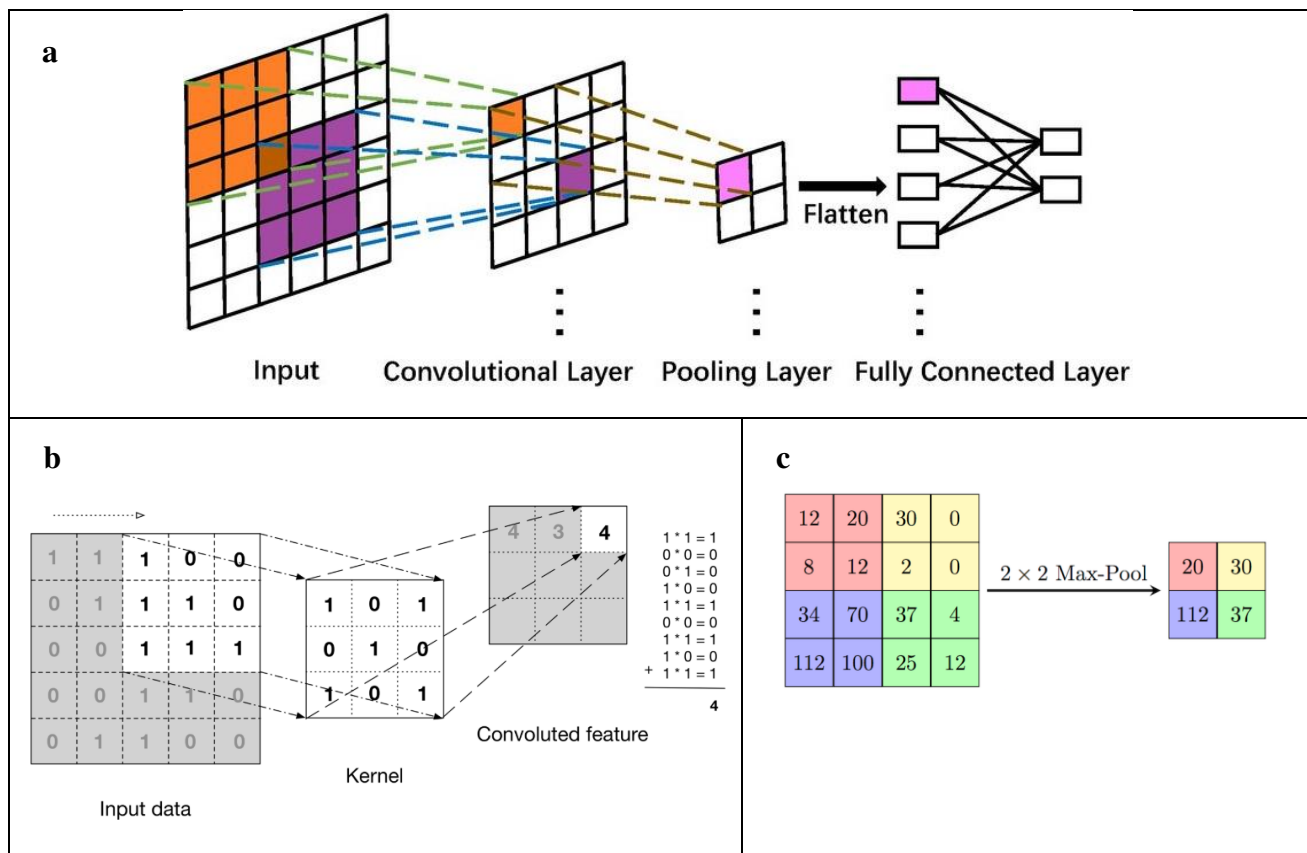 a
Flatten
Input
Convolutional Layer
Pooling Layer
Fully Connected Layer
b
1 1 1 0 0
0 1 1 1 0
0 0 1 1 1
0 0 1 1 0
0 1 1 0 0
Input data
1 0 1
0 1 0
1 0 1
Kernel
4 3 4
Convoluted feature
1 * 1 = 1
0 * 0 = 0
0 * 1 = 0
1 * 0 = 0
1 * 1 = 1
0 * 0 = 0
1 * 1 = 1
1 * 0 = 0
+ 1 * 1 = 1
4
c
12 20 30 0
8 12 2 0
34 70 37 4
112 100 25 12
2 × 2 Max-Pool
20 30
112 37